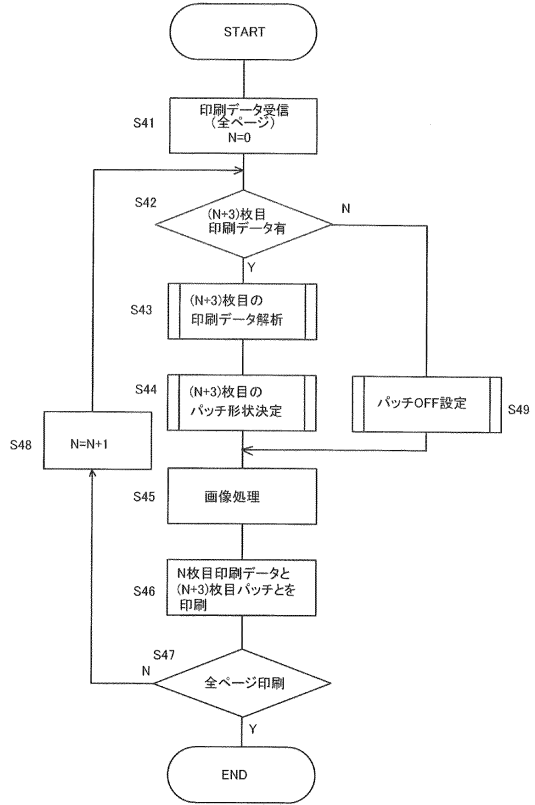 START
S41
印刷データ受信
(全ページ)
N=0
S42
(N+3)枚目
印刷データ有
N
Y
S43
(N+3)枚目の
印刷データ解析
S44
(N+3)枚目の
パッチ形状決定
パッチOFF設定
S49
S48
N=N+1
S45
画像処理
S46
N枚目印刷データと
(N+3)枚目パッチとを
印刷
S47
N
全ページ印刷
Y
END